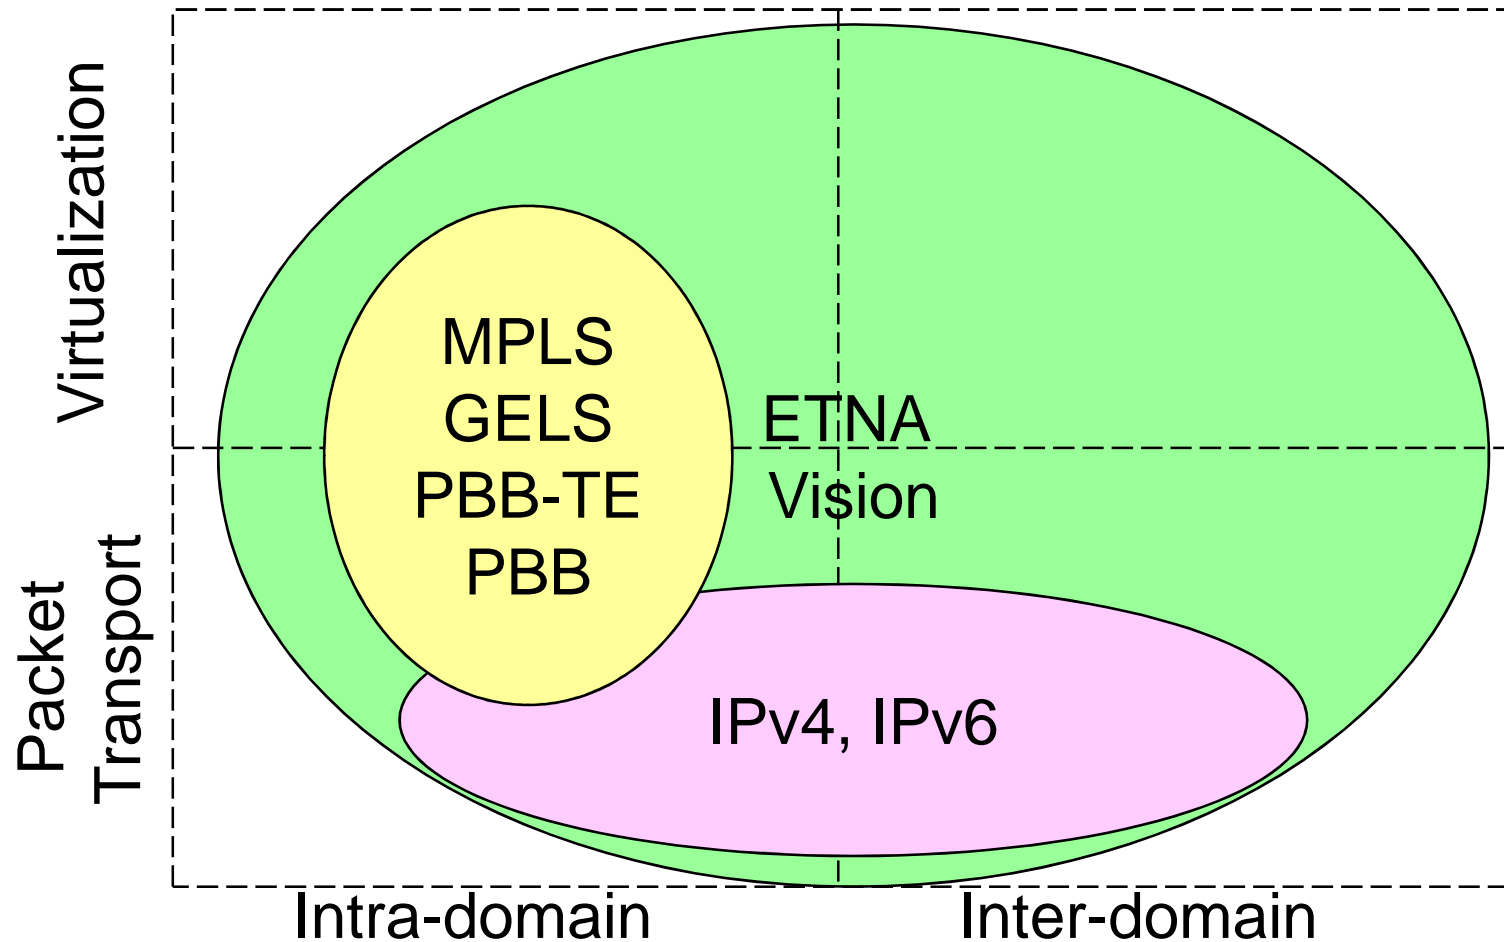 Virtualization
MPLS
GELS
PBB-TE
PBB
ETNA
Vision
Packet
Transport
IPv4, IPv6
Intra-domain
Inter-domain